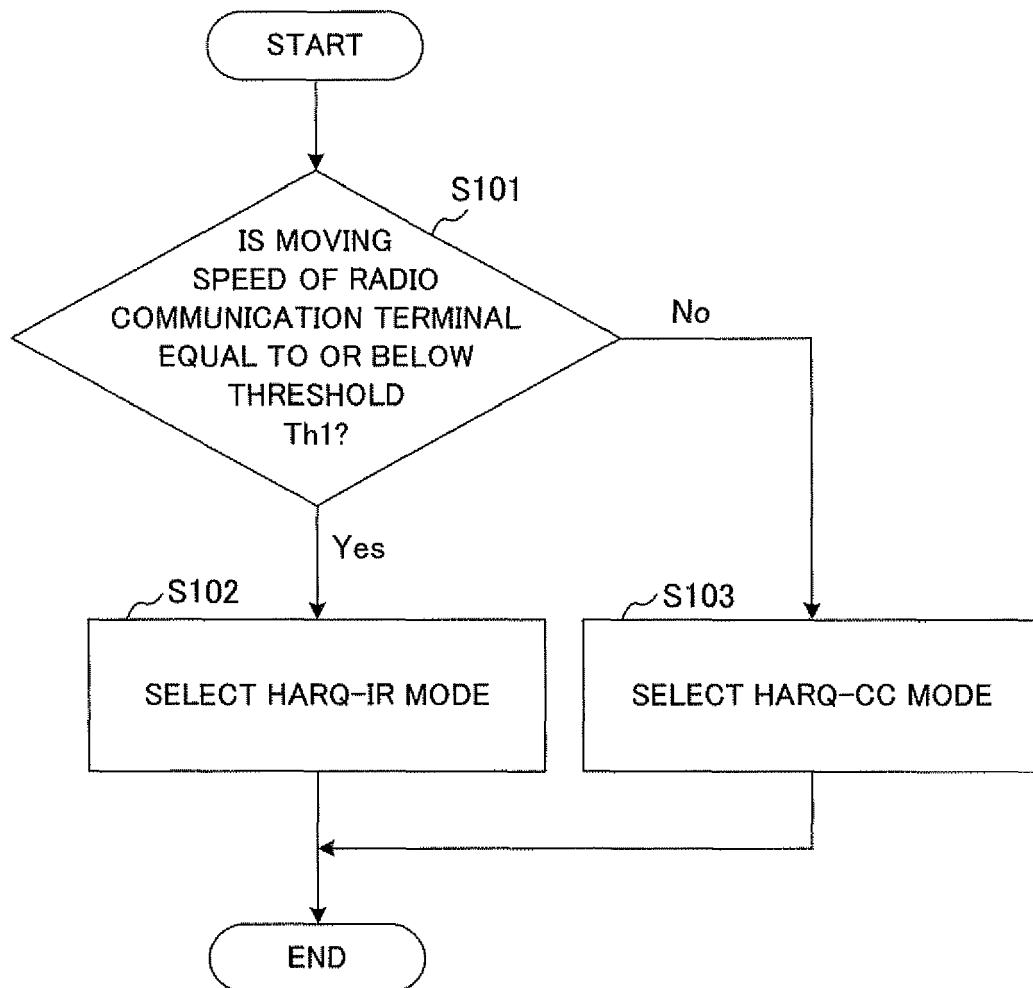 START
S101
IS MOVING
SPEED OF RADIO
COMMUNICATION TERMINAL
EQUAL TO OR BELOW
THRESHOLD
Th1?
No
Yes
S102
SELECT HARQ-IR MODE
S103
SELECT HARQ-CC MODE
END